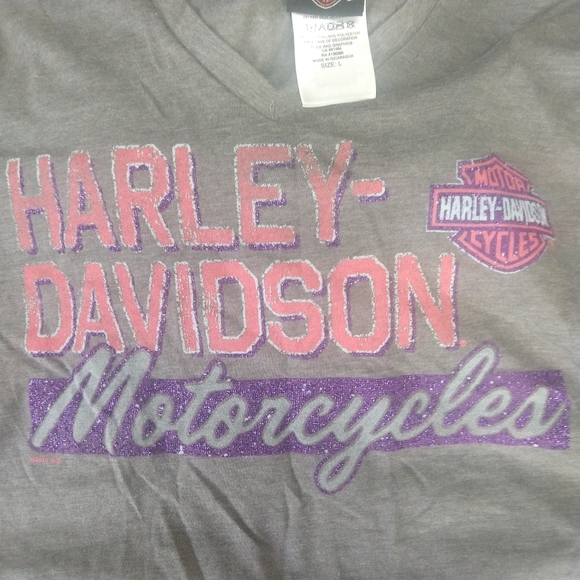 SIZE: L
HARLEY-
DAVIDSON
Motorcycles
MOTOR
HARLEY-DAVIDSON
CYCLES